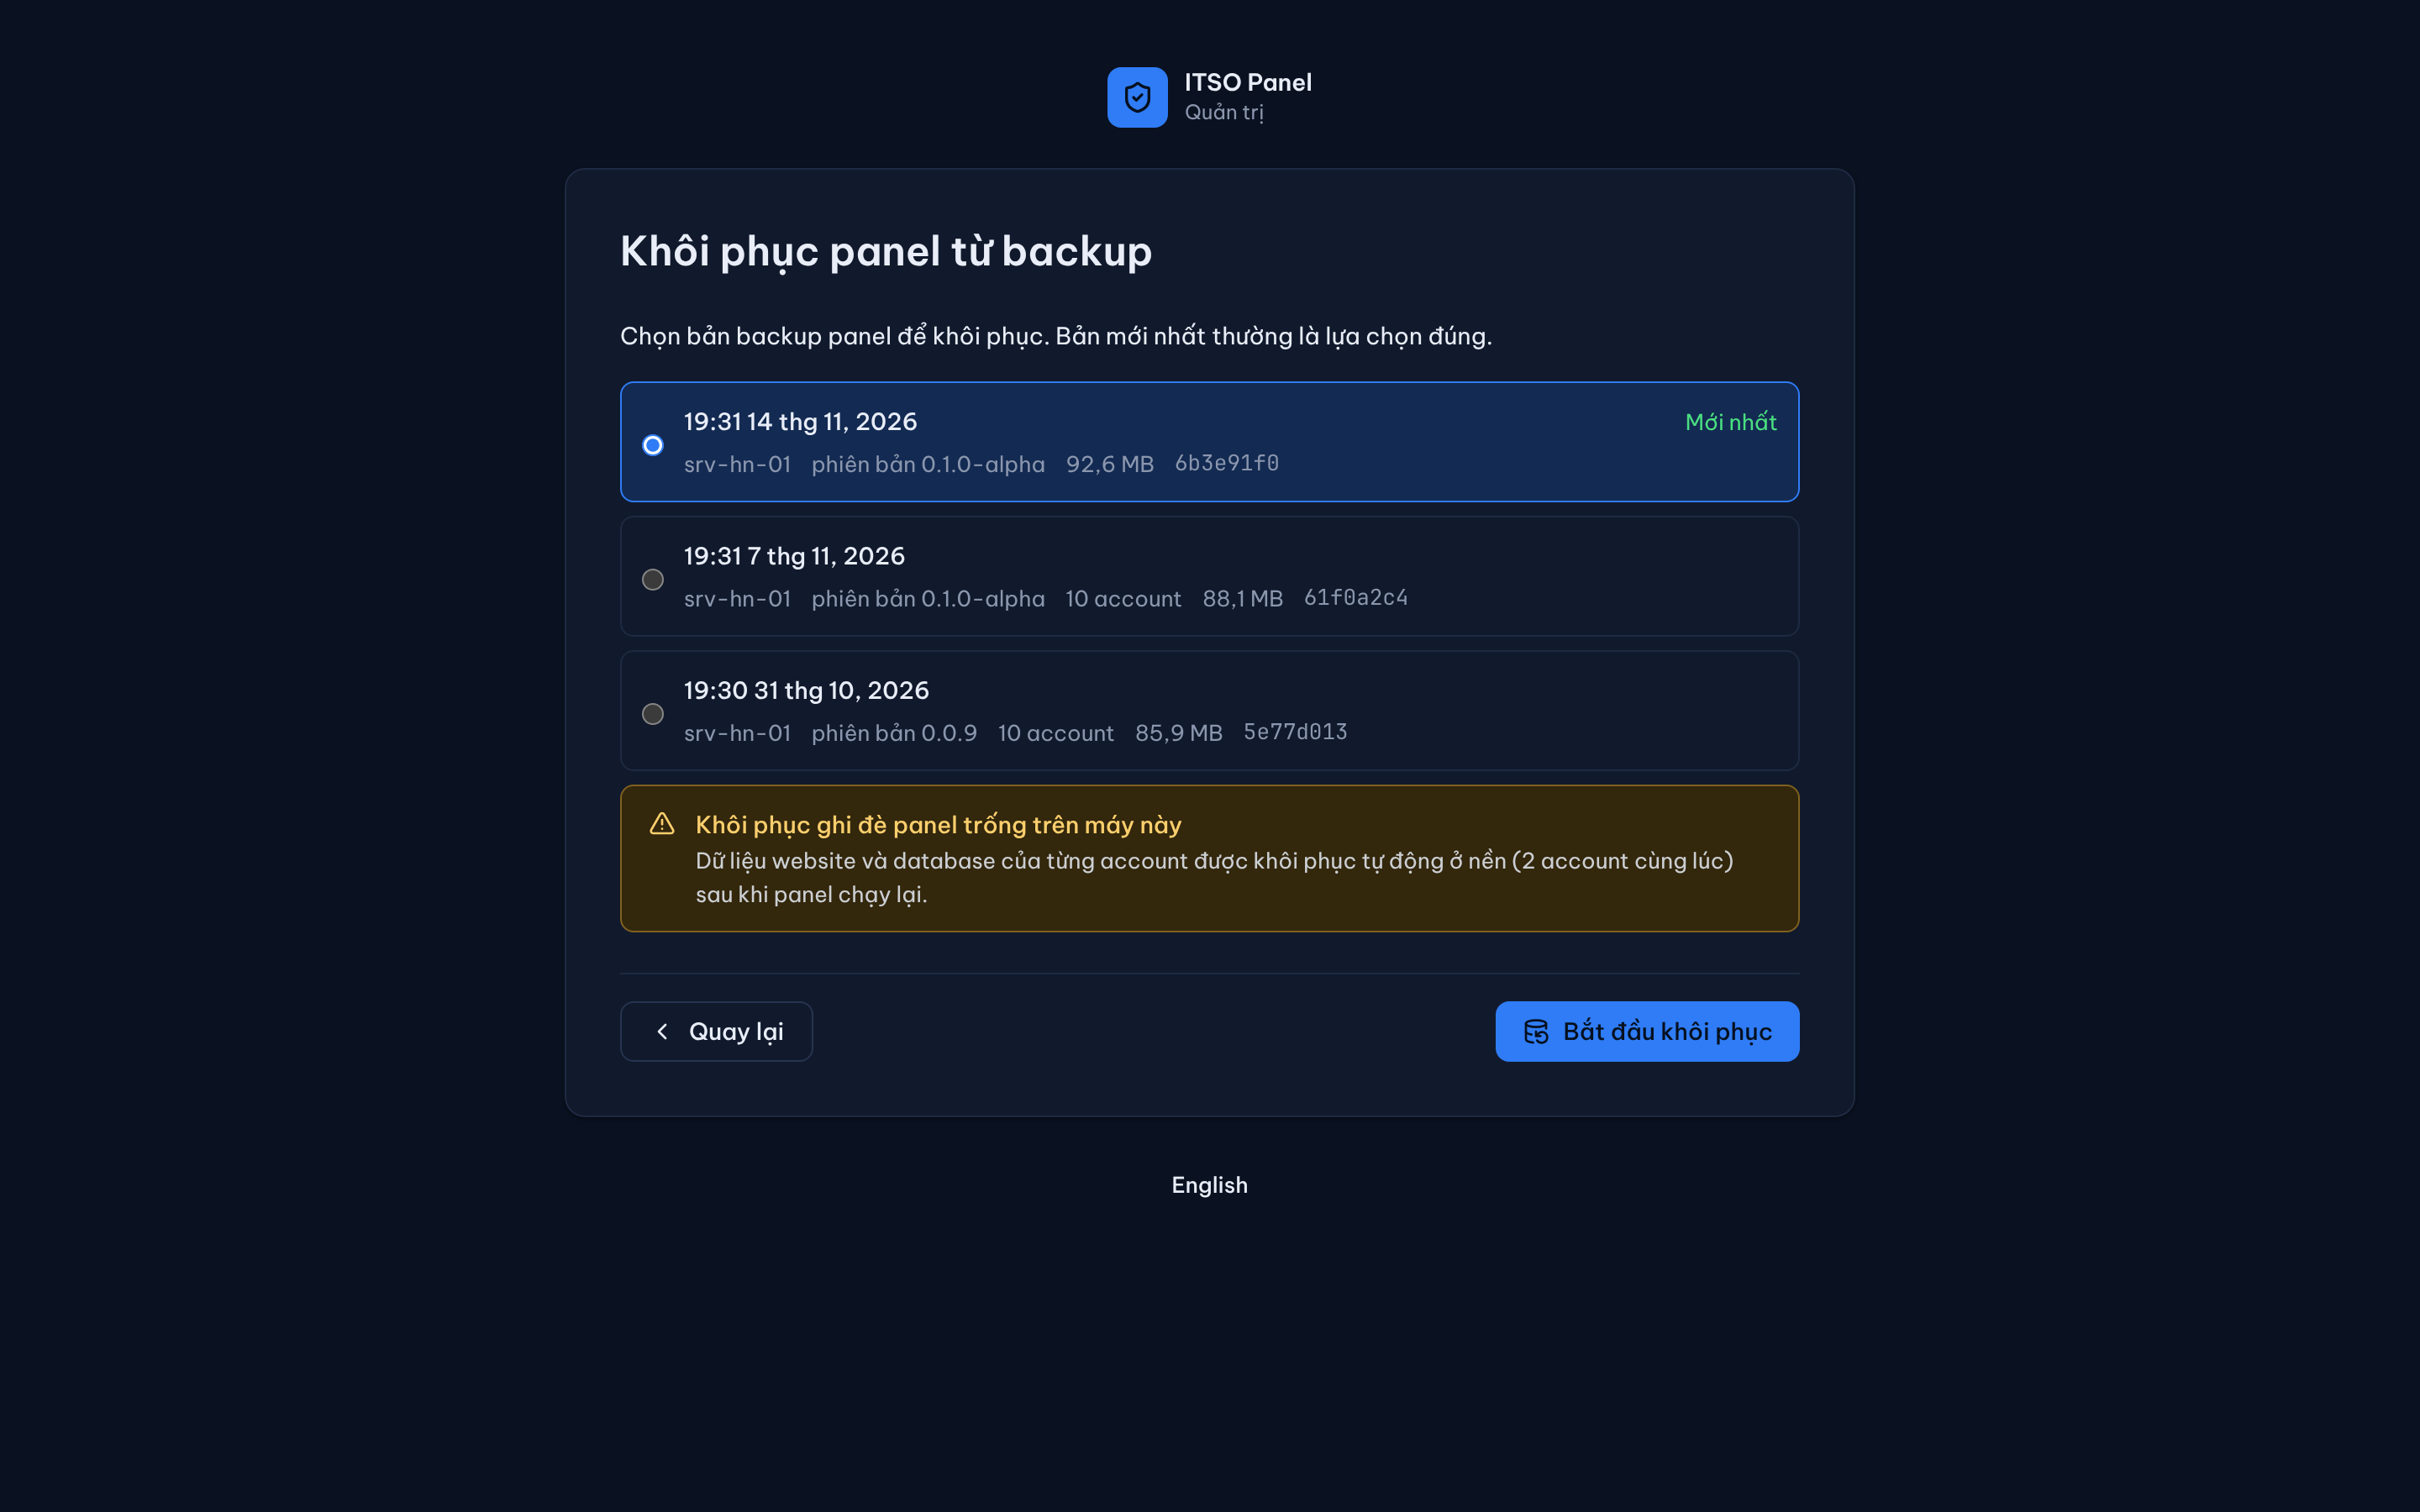 ITSO Panel
Quản trị
Khôi phục panel từ backup
Chọn bản backup panel để khôi phục. Bản mới nhất thường là lựa chọn đúng.
19:31 14 thg 11, 2026
Mới nhất
srv-hn-01 phiên bản 0.1.0-alpha 92,6 MB 6b3e91f0
19:31 7 thg 11, 2026
srv-hn-01 phiên bản 0.1.0-alpha 10 account 88,1 MB 61f0a2c4
19:30 31 thg 10, 2026
srv-hn-01 phiên bản 0.0.9 10 account 85,9 MB 5e77d013
Khôi phục ghi đè panel trống trên máy này
Dữ liệu website và database của từng account được khôi phục tự động ở nền (2 account cùng lúc)
sau khi panel chạy lại.
Quay lại
Bắt đầu khôi phục
English